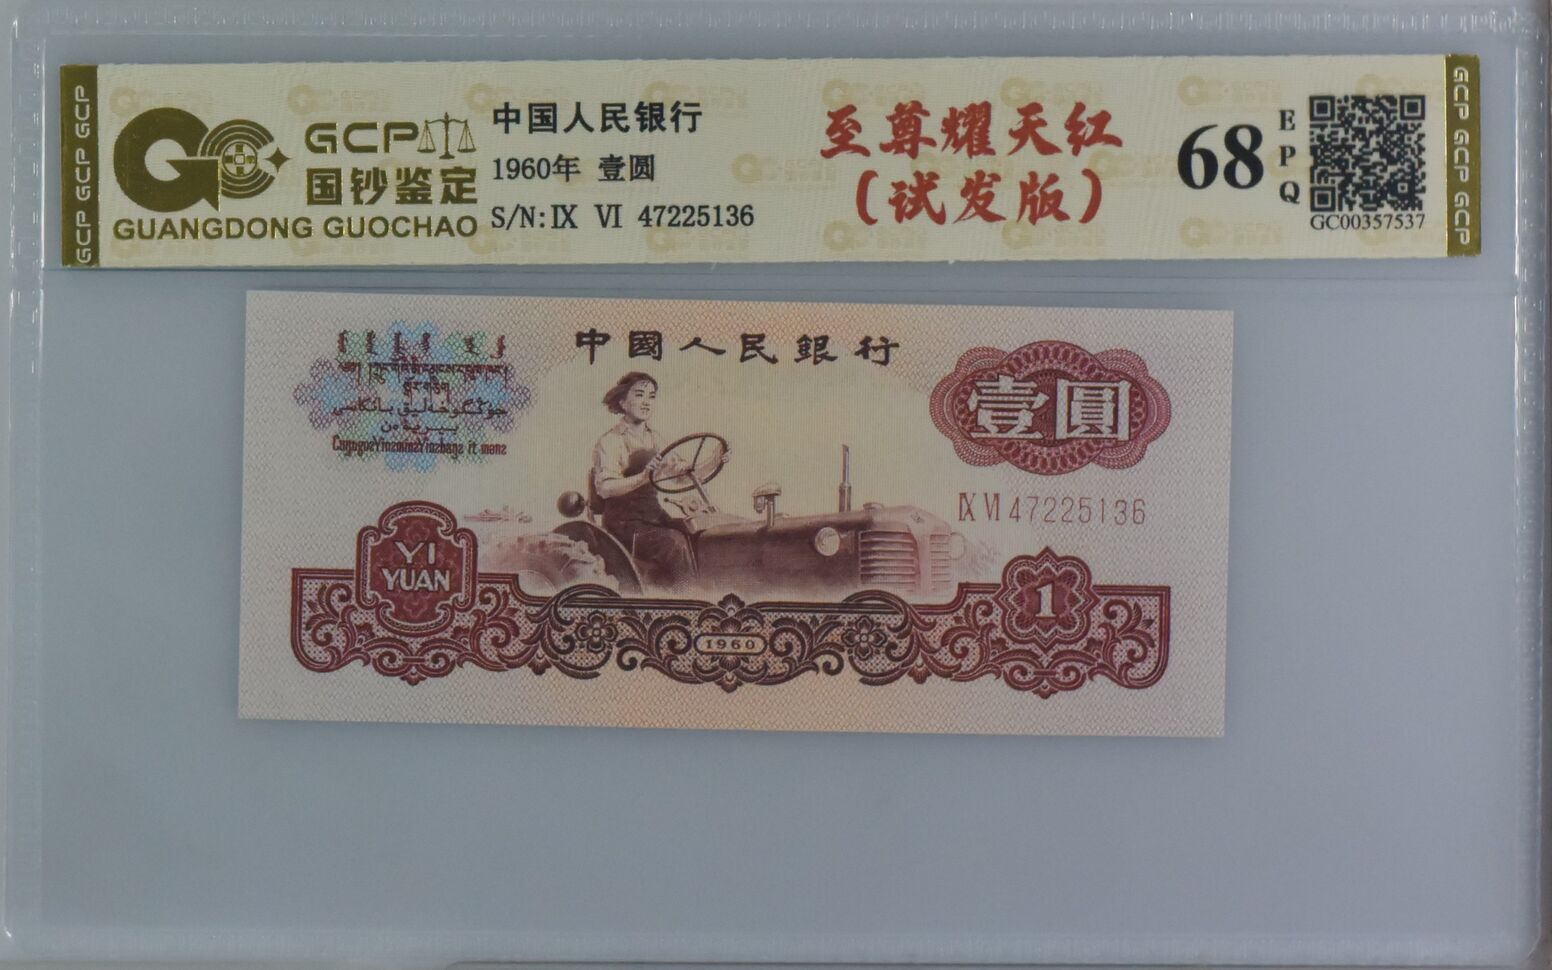 GCP GCP GCP
GCP
国钞鉴定
GUANGDONG GUOCHAO
中国人民银行
1960年 壹圆
S/N:Ⅸ Ⅵ 47225136
至尊耀天红
(试发版)
68
EPQ
GC00357537
GCP GCP GCP
中國人民銀行
壹圓
Ⅸ Ⅵ 47225136
YI
YUAN
1
1960